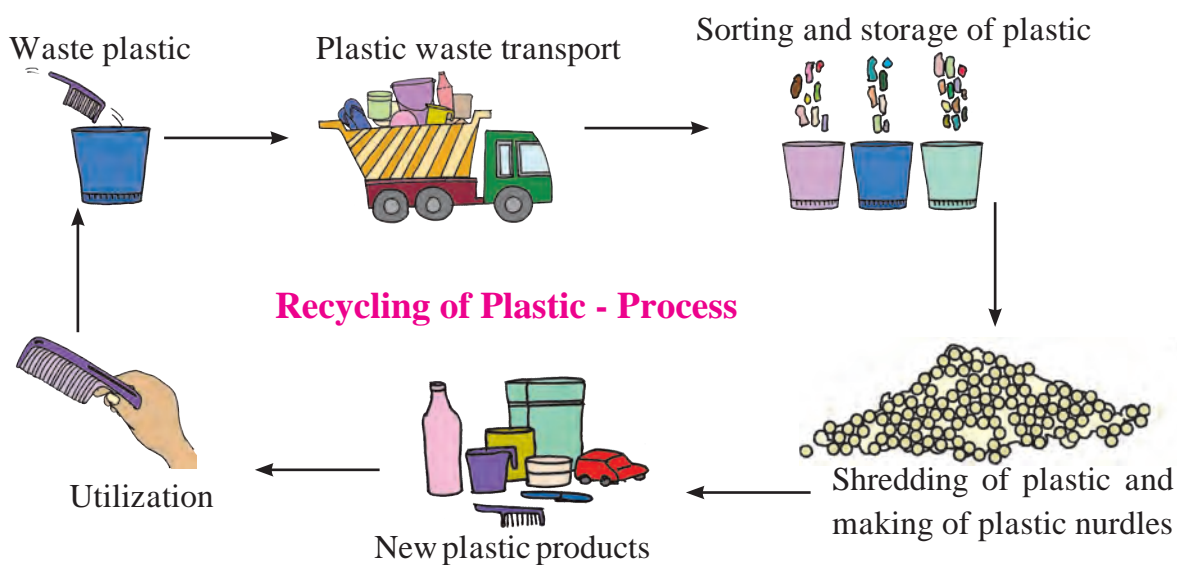 Waste plastic
Plastic waste transport
Sorting and storage of plastic
Recycling of Plastic - Process
Shredding of plastic and
making of plastic nurdles
New plastic products
Utilization